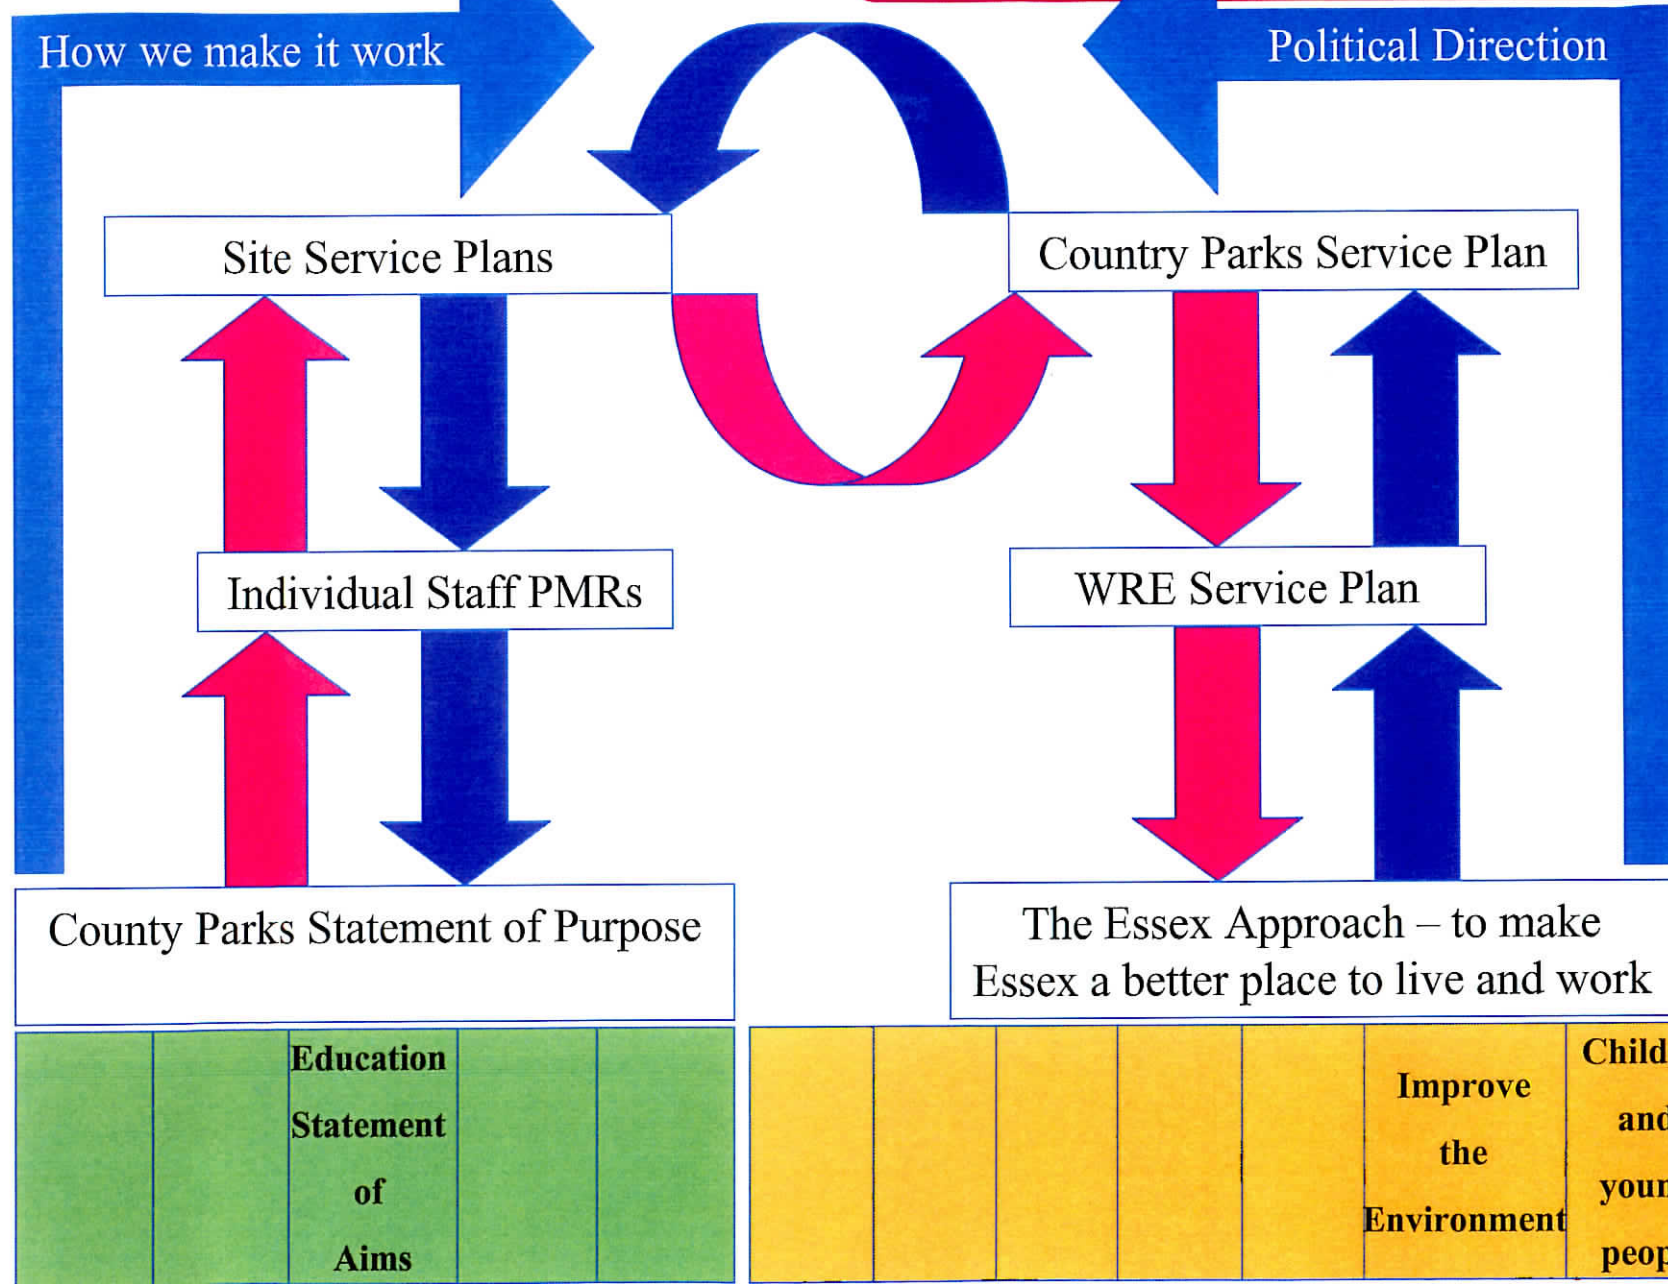 How we make it work
Political Direction
Site Service Plans
Country Parks Service Plan
Individual Staff PMRs
WRE Service Plan
County Parks Statement of Purpose
The Essex Approach – to make
Essex a better place to live and work
Education
Statement
of
Aims
Improve
the
Environment
and